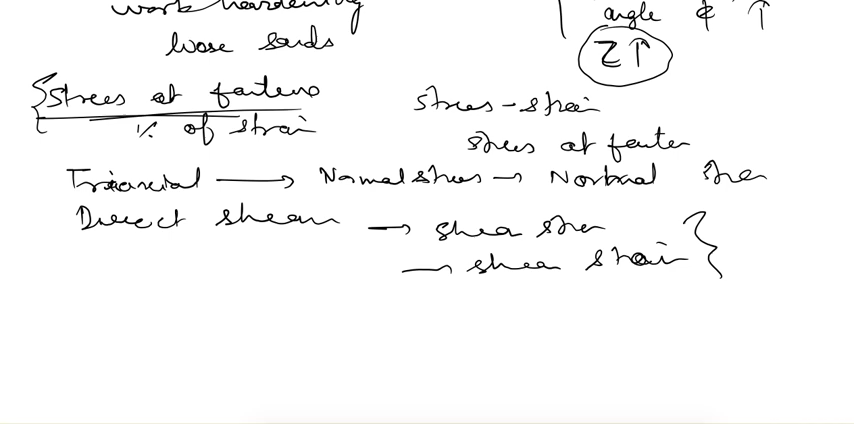 work hardening
loose sands
angle ϕ ↑
τ ↑
Stress at failure
% of strain
stress - strain
stress at failure
Triaxial → Normal stress → Normal stress
Direct shear → shear stress
→ shear strain